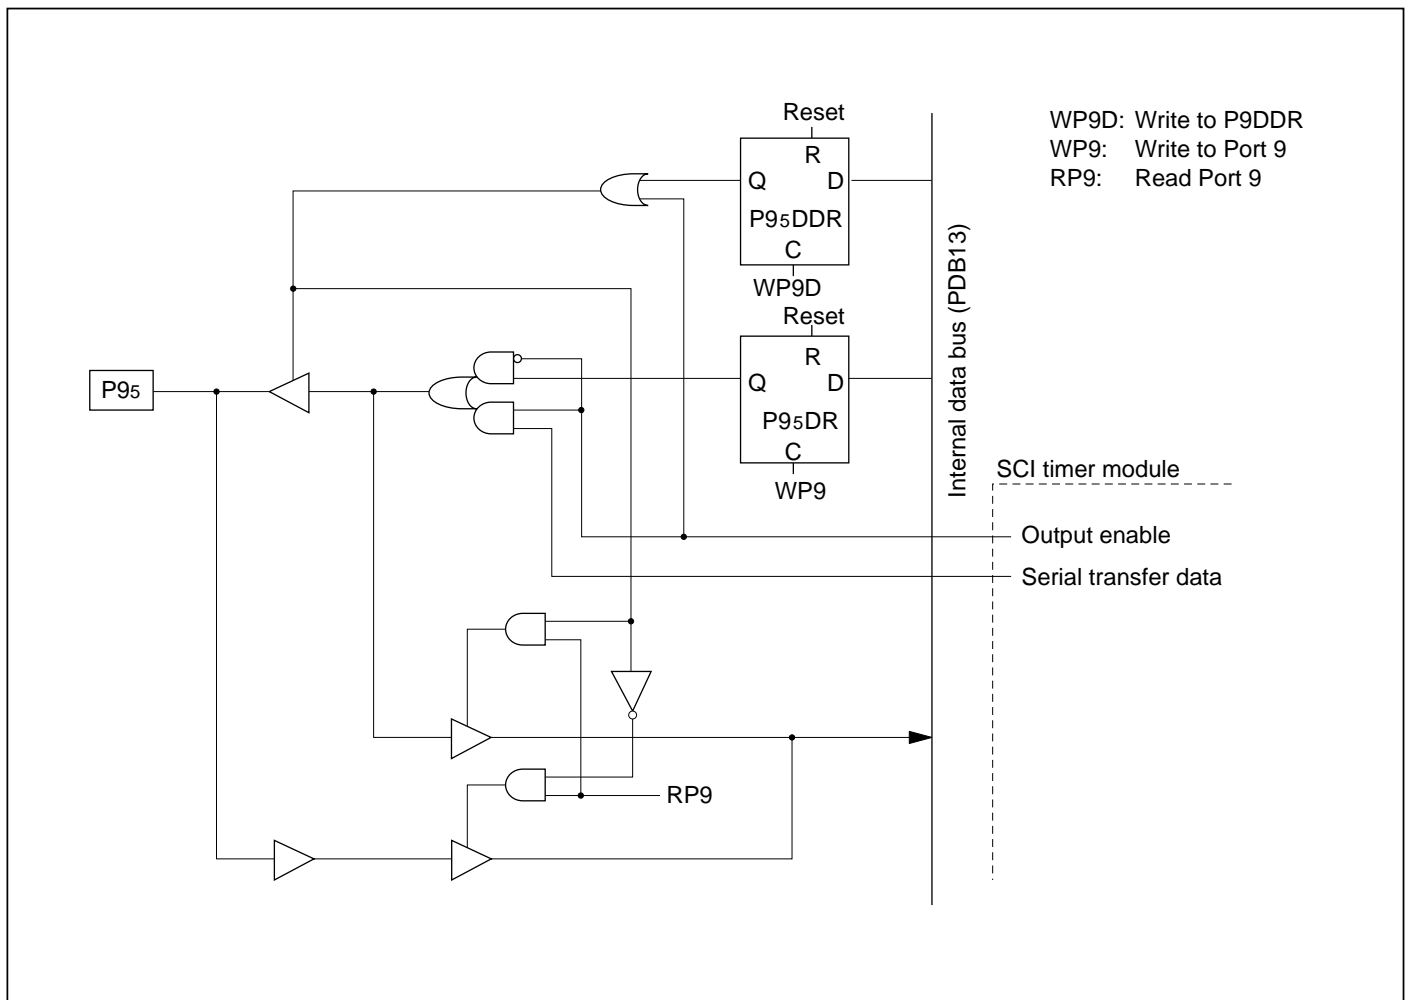 Reset
WP9D: Write to P9DDR
WP9: Write to Port 9
RP9: Read Port 9
R
Q
D
P95DDR
C
WP9D
Reset
R
Q
D
P95DR
C
WP9
P95
Internal data bus (PDB13)
SCI timer module
Output enable
Serial transfer data
RP9